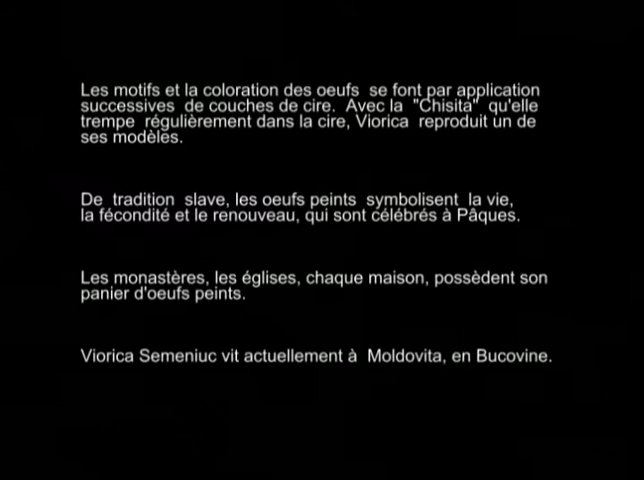 Les motifs et la coloration des oeufs se font par application
successives de couches de cire. Avec la "Chisita" qu'elle
trempe régulièrement dans la cire, Viorica reproduit un de
ses modèles.
De tradition slave, les oeufs peints symbolisent la vie,
la fécondité et le renouveau, qui sont célébrés à Pâques.
Les monastères, les églises, chaque maison, possèdent son
panier d'oeufs peints.
Viorica Semeniuc vit actuellement à Moldovita, en Bucovine.